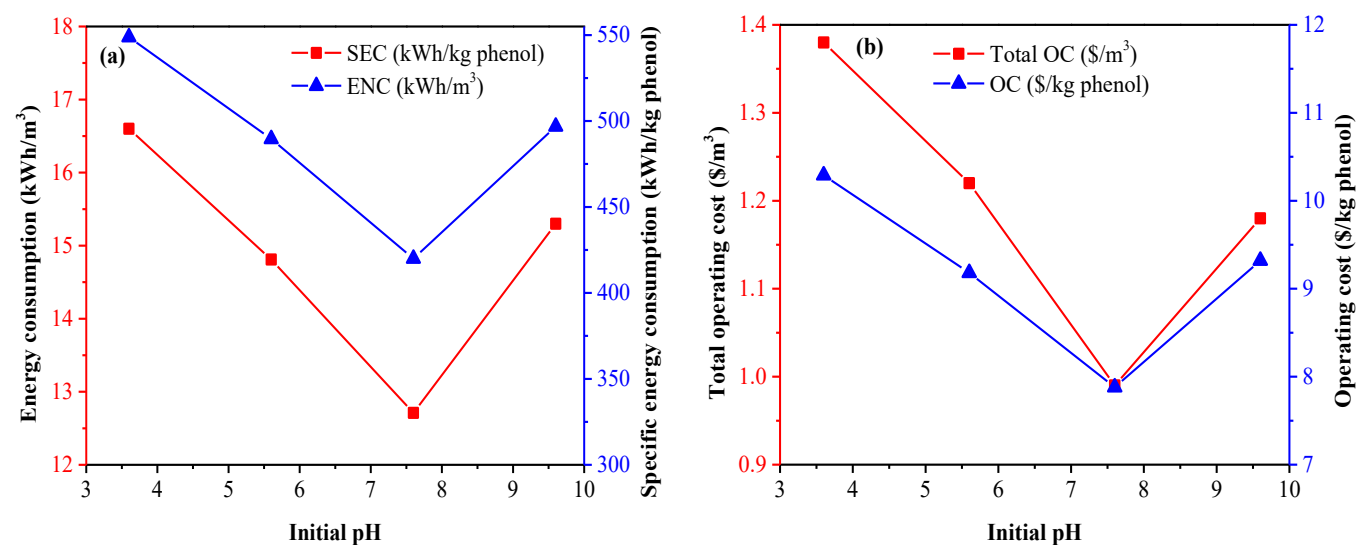 (a)
SEC (kWh/kg phenol)
ENC (kWh/m³)
Energy consumption (kWh/m³)
18
17
16
15
14
13
12
Specific energy consumption (kWh/kg phenol)
550
500
450
400
350
300
3 4 5 6 7 8 9 10
Initial pH
(b)
Total OC ($/m³)
OC ($/kg phenol)
Total operating cost ($/m³)
1.4
1.3
1.2
1.1
1.0
0.9
Operating cost ($/kg phenol)
12
11
10
9
8
7
3 4 5 6 7 8 9 10
Initial pH